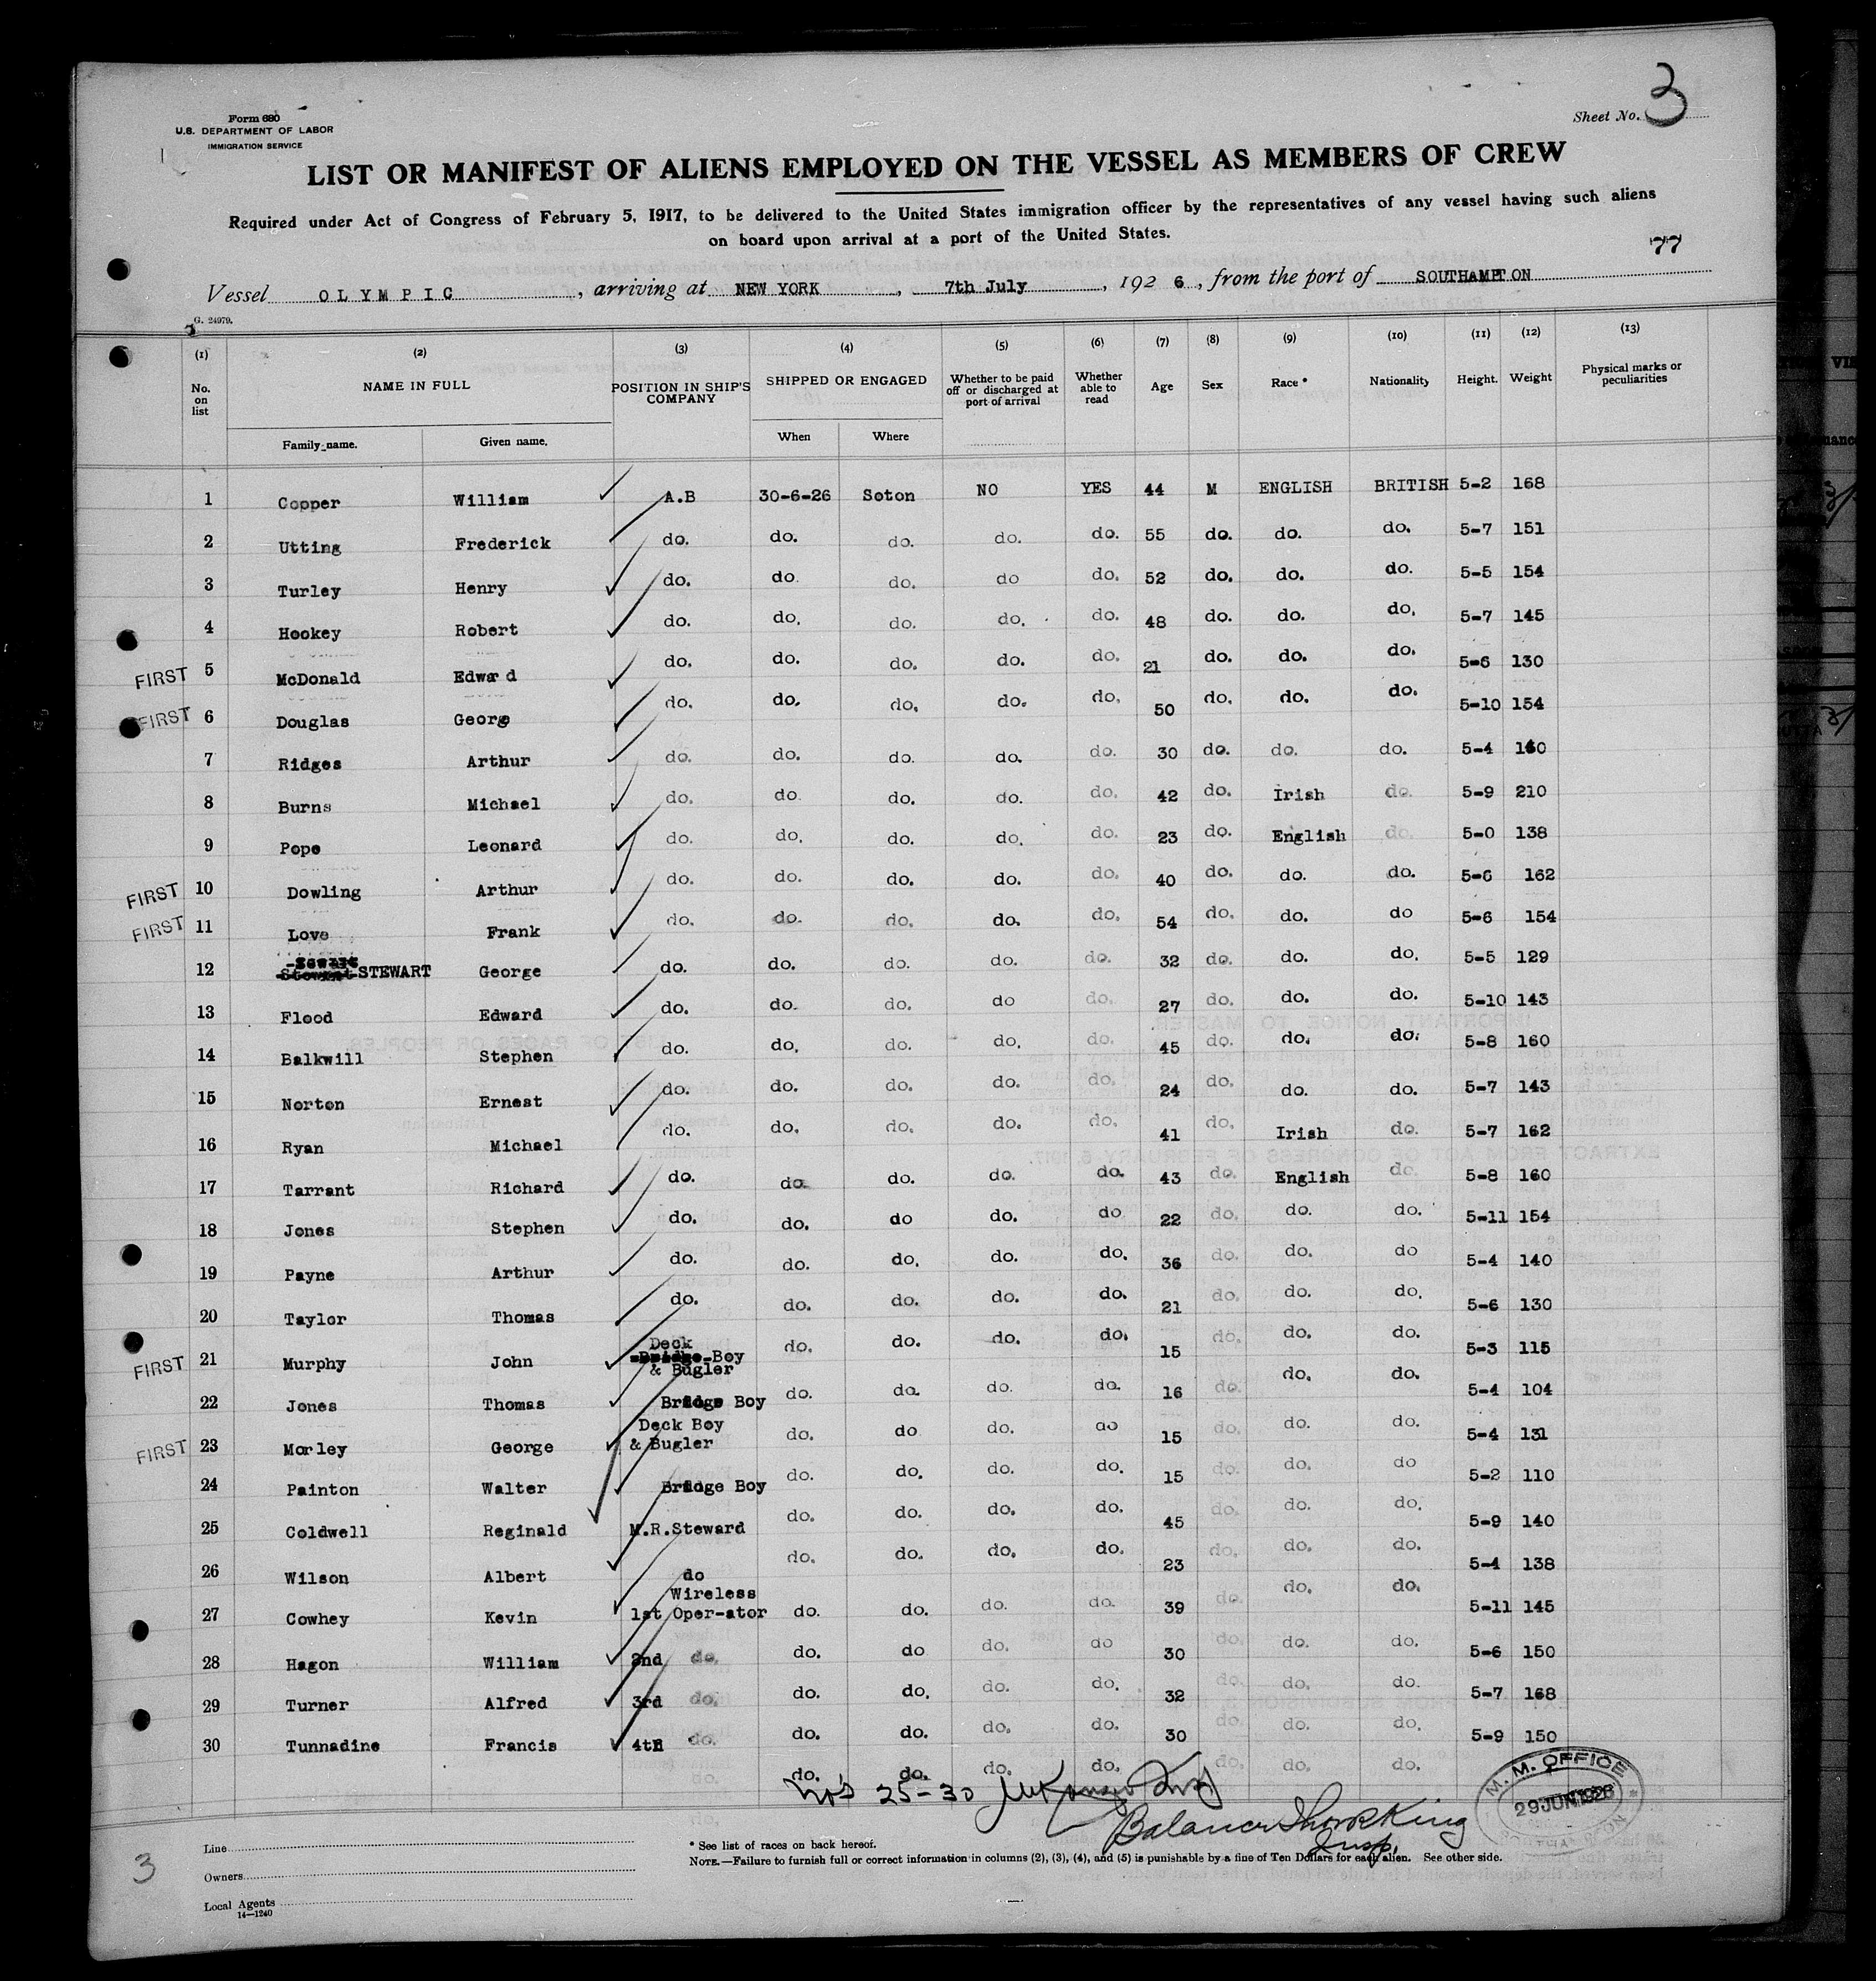 Form 680
U.S. DEPARTMENT OF LABOR
IMMIGRATION SERVICE
Sheet No. 3
LIST OR MANIFEST OF ALIENS EMPLOYED ON THE VESSEL AS MEMBERS OF CREW
Required under Act of Congress of February 5, 1917, to be delivered to the United States immigration officer by the representatives of any vessel having such aliens
on board upon arrival at a port of the United States.
77
Vessel OLYMPIC, arriving at NEW YORK, 7th July, 192 6, from the port of SOUTHAMPTON
G. 24979.
(1) (2) (3) (4) (5) (6) (7) (8) (9) (10) (11) (12) (13)
No. on list NAME IN FULL POSITION IN SHIP'S COMPANY SHIPPED OR ENGAGED Whether to be paid off or discharged at port of arrival Whether able to read Age Sex Race * Nationality Height. Weight Physical marks or peculiarities
Family name. Given name. When Where
1 Copper William A.B 30-6-26 Soton NO YES 44 M ENGLISH BRITISH 5-2 168
2 Utting Frederick do. do. do. do. do. 55 do. do. do. 5-7 151
3 Turley Henry do. do do. do do. 52 do. do. do. 5-5 154
4 Hookey Robert do. do. do. do. do. 48 do. do. do. 5-7 145
FIRST 5 McDonald Edward do. do. do. do. do. 21 do. do. do. 5-6 130
FIRST 6 Douglas George do. do. do. do. do. 50 do. do. do. 5-10 154
7 Ridges Arthur do. do. do. do. do. 30 do. do. do. 5-4 160
8 Burns Michael do. do do. do. do. 42 do. Irish do. 5-9 210
9 Pope Leonard do. do. do. do. do. 23 do. English do. 5-0 138
FIRST 10 Dowling Arthur do. do. do. do. do. 40 do. do. do. 5-6 162
FIRST 11 Love Frank do. do. do. do. do. 54 do. do. do 5-6 154
12 STEWART George do. do. do. do. do. 32 do. do. do. 5-5 129
13 Flood Edward do. do. do. do do. 27 do. do. do. 5-10 143
14 Balkwill Stephen do. do. do. do. do. 45 do. do. do. 5-8 160
15 Norton Ernest do. do. do. do. do. 24 do. do. do. 5-7 143
16 Ryan Michael do. do. do. do. do. 41 do. Irish do. 5-7 162
17 Tarrant Richard do. do. do. do. do. 43 do. English do. 5-8 160
18 Jones Stephen do. do. do do. do 22 do. do. do. 5-11 154
19 Payne Arthur do. do. do. do. do. 36 do. do. do 5-4 140
20 Taylor Thomas do. do. do. do. do. 21 do. do. do. 5-6 130
FIRST 21 Murphy John Deck Bridge Boy & Bugler do. do. do. do. 15 do. do. do. 5-3 115
22 Jones Thomas Bridge Boy do. do. do. do. 16 do. do. do. 5-4 104
FIRST 23 Morley George Deck Boy & Bugler do. do do. do 15 do. do. do. 5-4 131
24 Painton Walter Bridge Boy do. do. do. do. 15 do. do. do 5-2 110
25 Coldwell Reginald M.R.Steward do. do. do. do. 45 do. do. do. 5-9 140
26 Wilson Albert do do. do. do. do. 23 do. do. do. 5-4 138
27 Cowhey Kevin 1st Wireless Oper-ator do. do. do. do. 39 do. do. do. 5-11 145
28 Hagon William 2nd do. do. do do. do 30 do. do. do. 5-6 150
29 Turner Alfred 3rd do. do. do. do. do. 32 do. do. do. 5-7 168
30 Tunnadine Francis 4th do. do. do. do. do. 30 do. do. do. 5-9 150
do. do. do. do. do. do. do.
No's 25-30
Insp.
M. M. OFFICE
29 JUN 1926
Line
Owners
Local Agents
14-1240
* See list of races on back hereof.
NOTE.—Failure to furnish full or correct information in columns (2), (3), (4), and (5) is punishable by a fine of Ten Dollars for each alien. See other side.
3